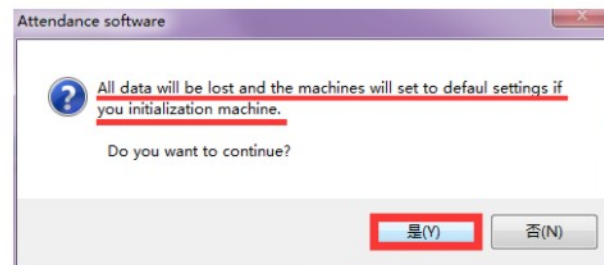 Attendance software
All data will be lost and the machines will set to defaul settings if
you initialization machine.
Do you want to continue?
是(Y)
否(N)